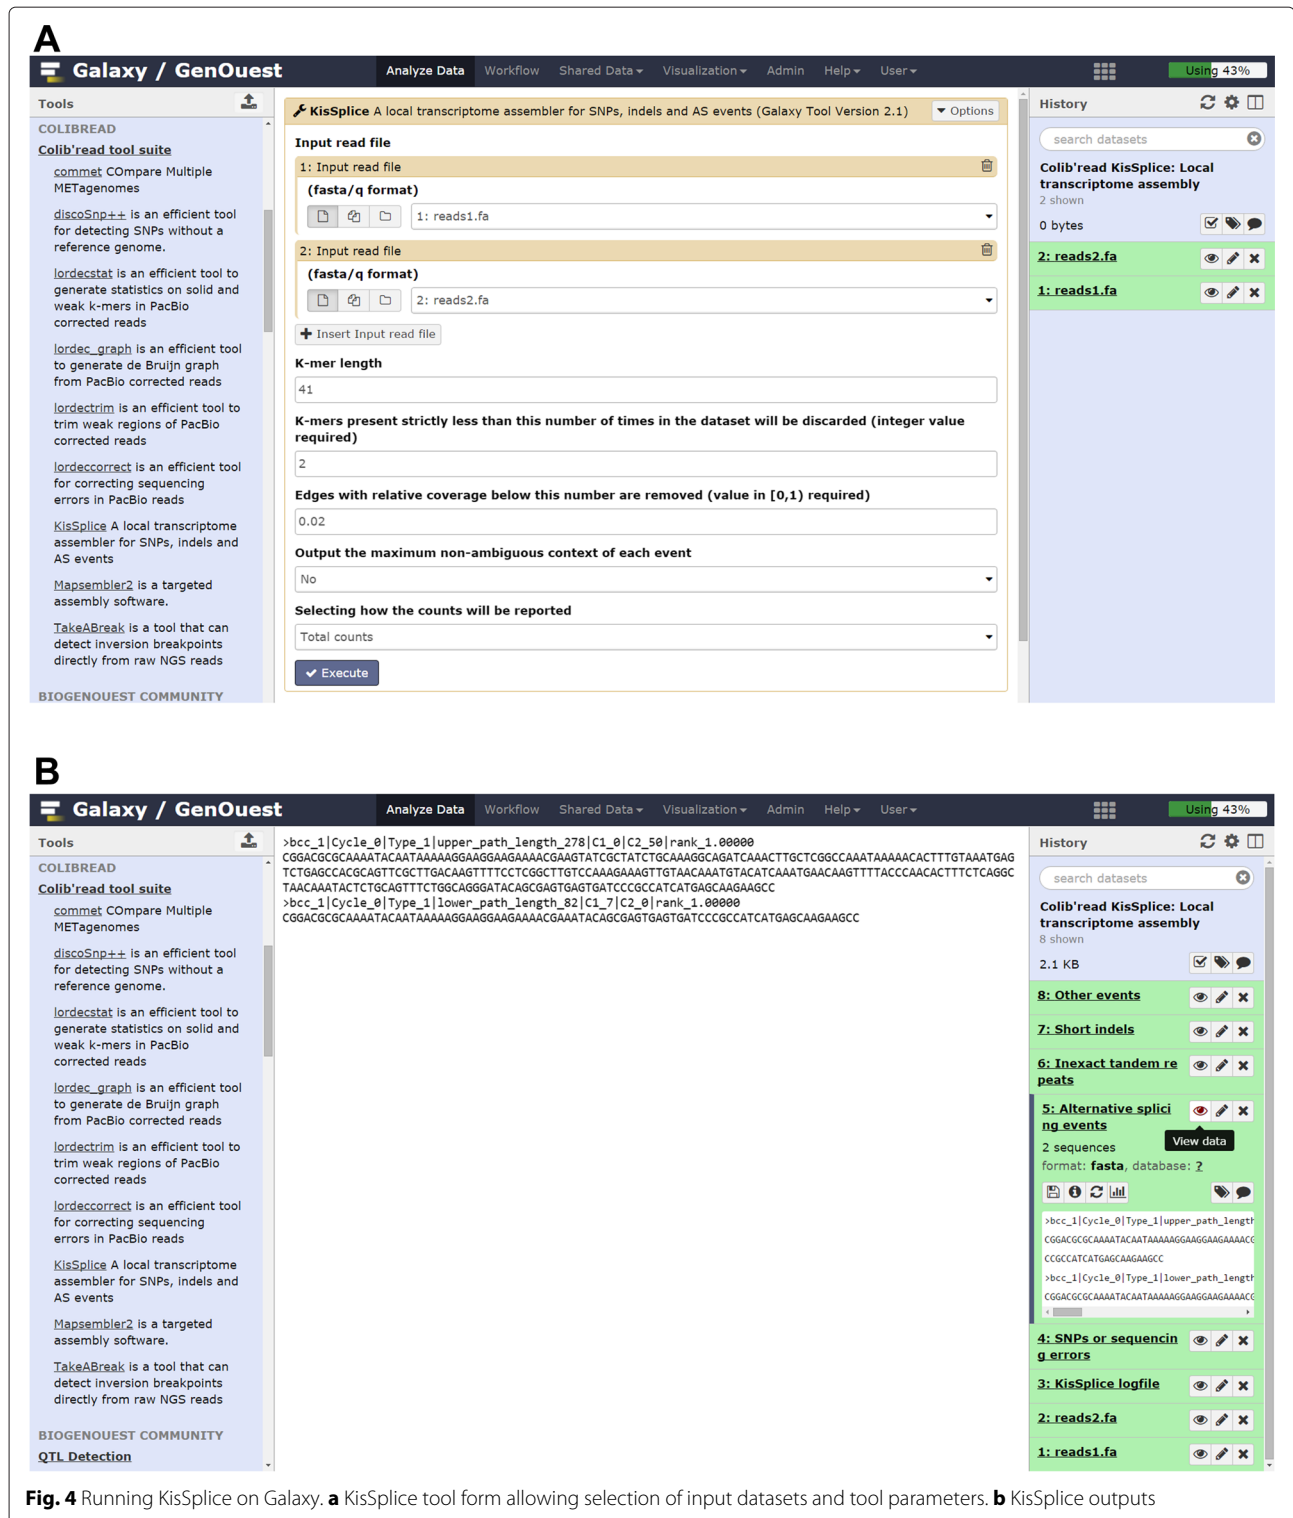 A
Galaxy / GenOuest
Analyze Data Workflow Shared Data Visualization Admin Help User
Using 43%
Tools
COLIBREAD
Colib'read tool suite
commet COmpare Multiple
METagenomes
discoSnp++ is an efficient tool
for detecting SNPs without a
reference genome.
lordecstat is an efficient tool to
generate statistics on solid and
weak k-mers in PacBio
corrected reads
lordec_graph is an efficient tool
to generate de Bruijn graph
from PacBio corrected reads
lordectrim is an efficient tool to
trim weak regions of PacBio
corrected reads
lordeccorrect is an efficient tool
for correcting sequencing
errors in PacBio reads
KisSplice A local transcriptome
assembler for SNPs, indels and
AS events
Mapsembler2 is a targeted
assembly software.
TakeABreak is a tool that can
detect inversion breakpoints
directly from raw NGS reads
BIOGENOUEST COMMUNITY
KisSplice A local transcriptome assembler for SNPs, indels and AS events (Galaxy Tool Version 2.1)
Options
Input read file
1: Input read file
(fasta/q format)
1: reads1.fa
2: Input read file
(fasta/q format)
2: reads2.fa
Insert Input read file
K-mer length
41
K-mers present strictly less than this number of times in the dataset will be discarded (integer value
required)
2
Edges with relative coverage below this number are removed (value in [0,1) required)
0.02
Output the maximum non-ambiguous context of each event
No
Selecting how the counts will be reported
Total counts
Execute
History
search datasets
Colib'read KisSplice: Local
transcriptome assembly
2 shown
0 bytes
2: reads2.fa
1: reads1.fa
B
Galaxy / GenOuest
Analyze Data Workflow Shared Data Visualization Admin Help User
Using 43%
Tools
COLIBREAD
Colib'read tool suite
commet COmpare Multiple
METagenomes
discoSnp++ is an efficient tool
for detecting SNPs without a
reference genome.
lordecstat is an efficient tool to
generate statistics on solid and
weak k-mers in PacBio
corrected reads
lordec_graph is an efficient tool
to generate de Bruijn graph
from PacBio corrected reads
lordectrim is an efficient tool to
trim weak regions of PacBio
corrected reads
lordeccorrect is an efficient tool
for correcting sequencing
errors in PacBio reads
KisSplice A local transcriptome
assembler for SNPs, indels and
AS events
Mapsembler2 is a targeted
assembly software.
TakeABreak is a tool that can
detect inversion breakpoints
directly from raw NGS reads
BIOGENOUEST COMMUNITY
QTL Detection
>bcc_1|Cycle_0|Type_1|upper_path_length_278|C1_0|C2_50|rank_1.00000
CGGACGCGCAAAATACAATAAAAAGGAAGGAAGAAAACGAAGTATCGCTATCTGCAAAGGCAGATCAAACTTGCTCGGCCAAATAAAAACACTTTGTAAATGAG
TCTGAGCCACGCAGTTCGCTTGACAAGTTTTCCTCGGCTTGTCCAAAGAAAGTTGTAACAAATGTACATCAAATGAACAAGTTTTACCCAACACTTTCTCAGGC
TAACAAATACTCTGCAGTTTCTGGCAGGGATACAGCGAGTGAGTGATCCCGCCATCATGAGCAAGAAGCC
>bcc_1|Cycle_0|Type_1|lower_path_length_82|C1_7|C2_0|rank_1.00000
CGGACGCGCAAAATACAATAAAAAGGAAGGAAGAAAACGAAATACAGCGAGTGAGTGATCCCGCCATCATGAGCAAGAAGCC
History
search datasets
Colib'read KisSplice: Local
transcriptome assembly
8 shown
2.1 KB
8: Other events
7: Short indels
6: Inexact tandem re
peats
5: Alternative splici
ng events
View data
2 sequences
format: fasta, database: ?
>bcc_1|Cycle_0|Type_1|upper_path_length
CGGACGCGCAAAATACAATAAAAAGGAAGGAAGAAAACG
CCGCCATCATGAGCAAGAAGCC
>bcc_1|Cycle_0|Type_1|lower_path_length
CGGACGCGCAAAATACAATAAAAAGGAAGGAAGAAAACG
4: SNPs or sequencin
g errors
3: KisSplice logfile
2: reads2.fa
1: reads1.fa
Fig. 4 Running KisSplice on Galaxy. a KisSplice tool form allowing selection of input datasets and tool parameters. b KisSplice outputs